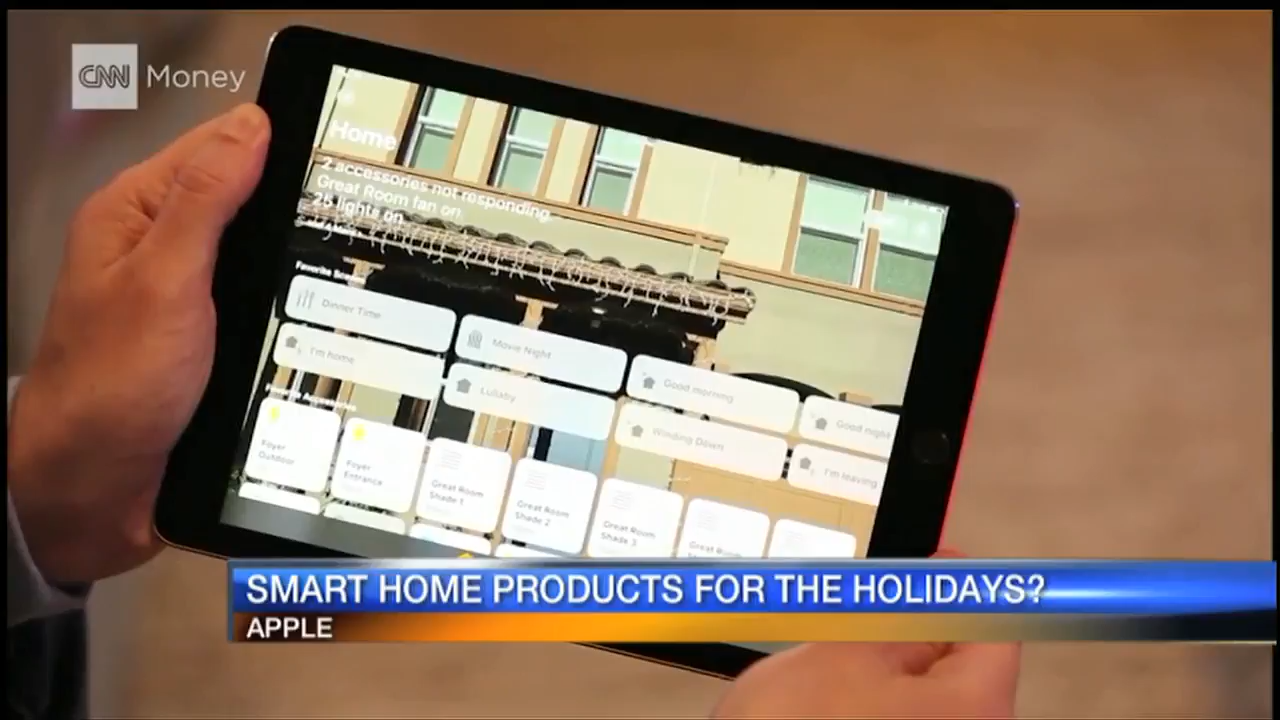 CNN Money
Home
2 accessories not responding
Great Room fan on
25 lights on
Dinner Time
Movie Night
Good morning
Good night
I'm home
Lullaby
Winding Down
I'm leaving
Foyer
Outdoor
Foyer
Entrance
Great Room
Shade 1
Great Room
Shade 2
Great Room
Shade 3
Great Room
SMART HOME PRODUCTS FOR THE HOLIDAYS?
APPLE